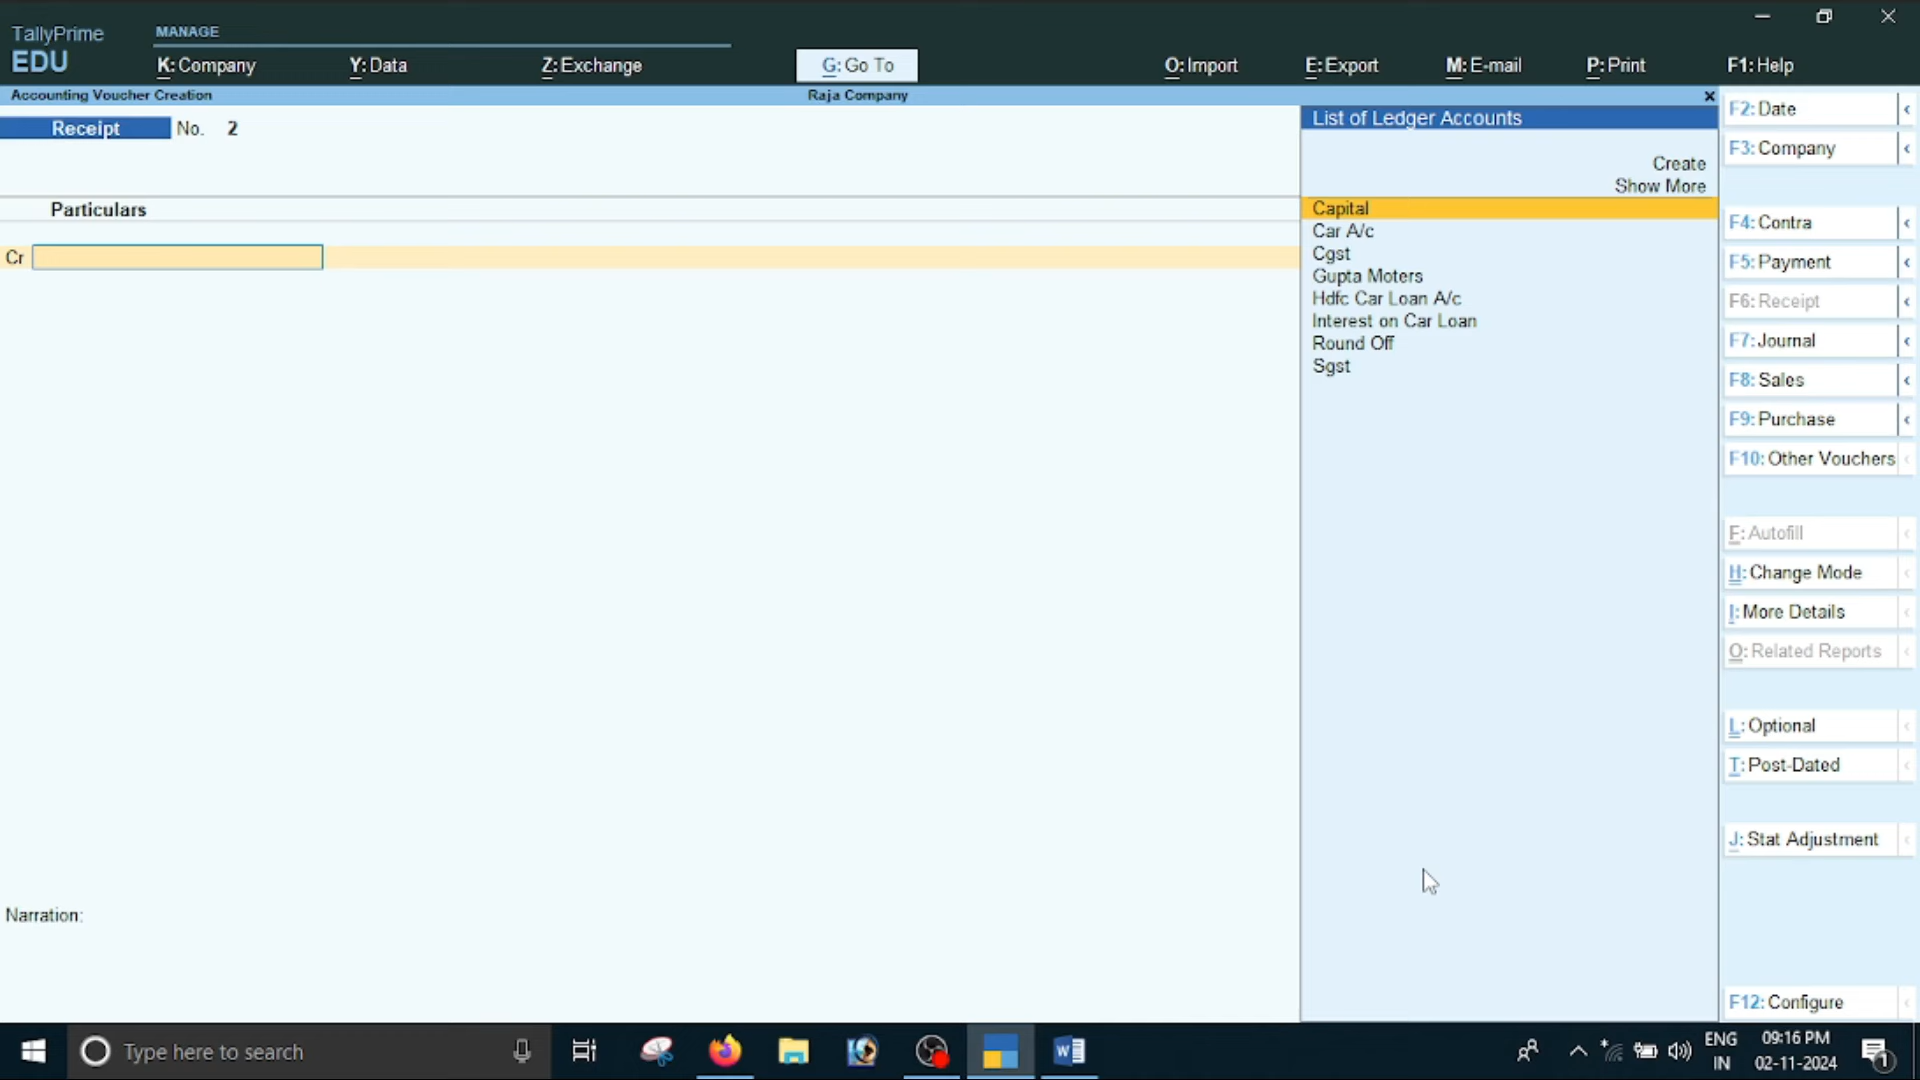 TallyPrime
EDU
MANAGE
K: Company Y: Data Z: Exchange G: Go To O: Import E: Export M: E-mail P: Print F1: Help
Accounting Voucher Creation Raja Company
Receipt No. 2
Particulars
Cr
Narration:
List of Ledger Accounts
Create
Show More
Capital
Car A/c
Cgst
Gupta Moters
Hdfc Car Loan A/c
Interest on Car Loan
Round Off
Sgst
F2: Date
F3: Company
F4: Contra
F5: Payment
F6: Receipt
F7: Journal
F8: Sales
F9: Purchase
F10: Other Vouchers
F: Autofill
H: Change Mode
I: More Details
O: Related Reports
L: Optional
T: Post-Dated
J: Stat Adjustment
F12: Configure
Type here to search
ENG
IN
09:16 PM
02-11-2024
1